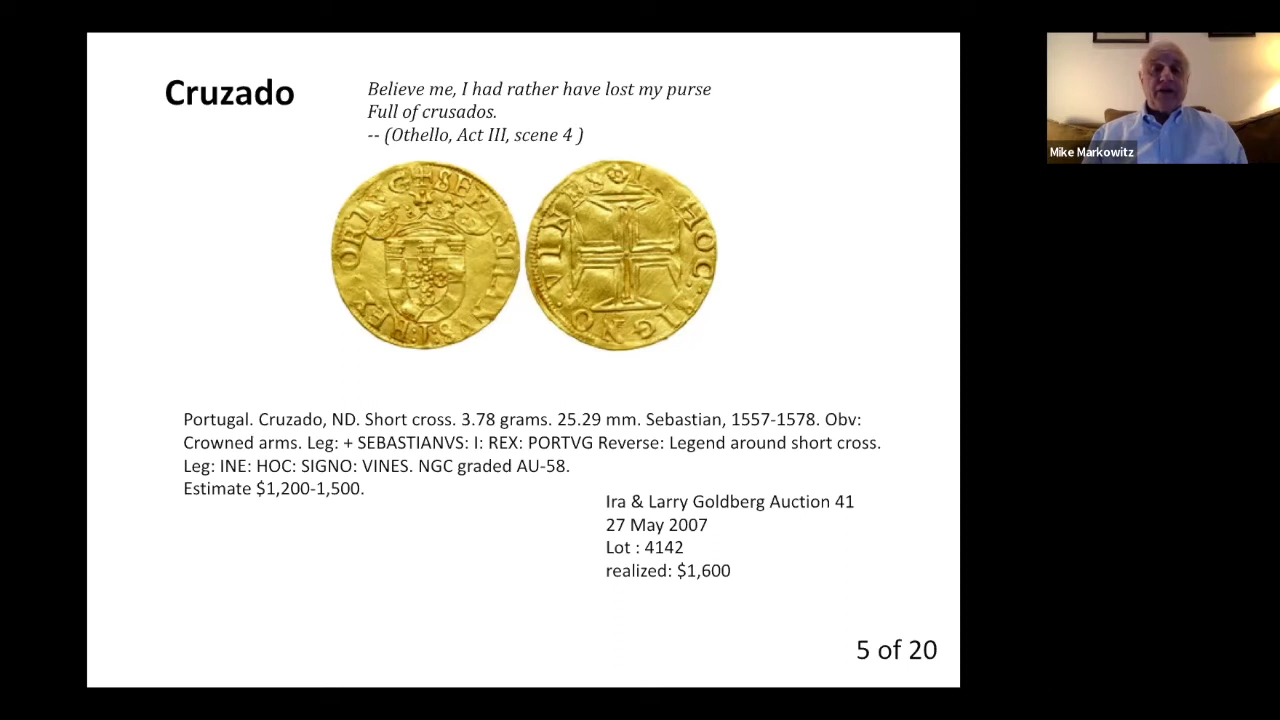 Cruzado
Believe me, I had rather have lost my purse
Full of crusados.
-- (Othello, Act III, scene 4 )
Mike Markowitz
Portugal. Cruzado, ND. Short cross. 3.78 grams. 25.29 mm. Sebastian, 1557-1578. Obv:
Crowned arms. Leg: + SEBASTIANVS: I: REX: PORTVG Reverse: Legend around short cross.
Leg: INE: HOC: SIGNO: VINES. NGC graded AU-58.
Estimate $1,200-1,500.
Ira & Larry Goldberg Auction 41
27 May 2007
Lot : 4142
realized: $1,600
5 of 20